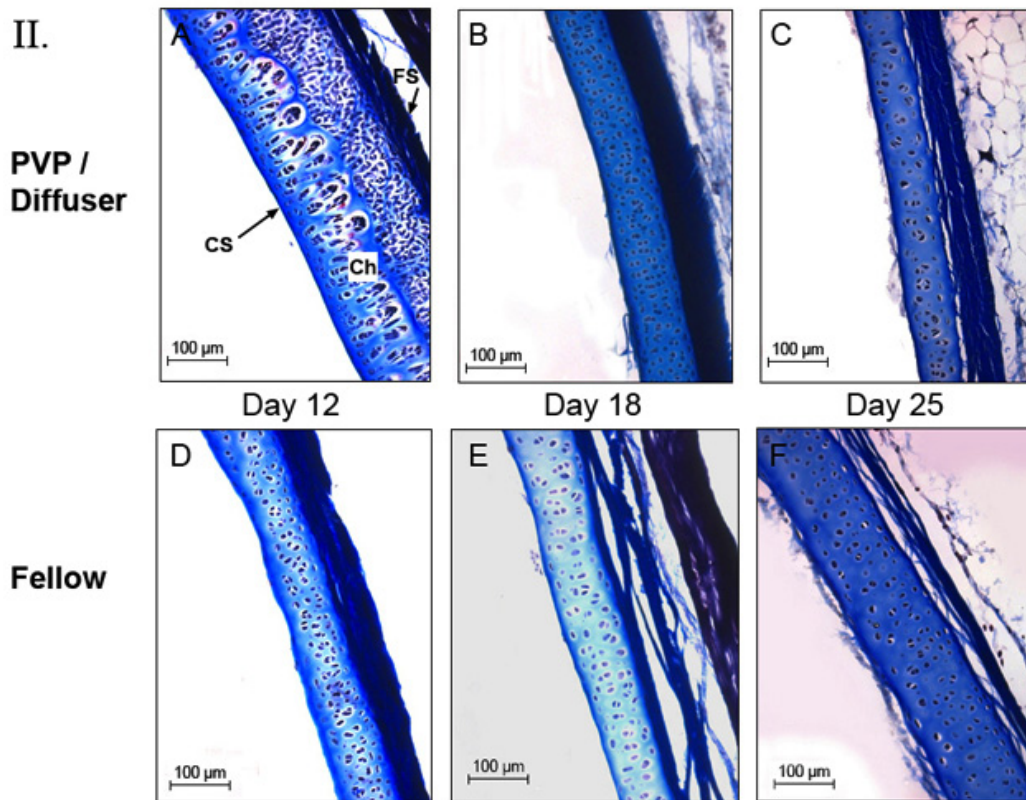 II.
PVP /
Diffuser
A
FS
CS
Ch
100 µm
B
100 µm
C
100 µm
Day 12
Day 18
Day 25
Fellow
D
100 µm
E
100 µm
F
100 µm